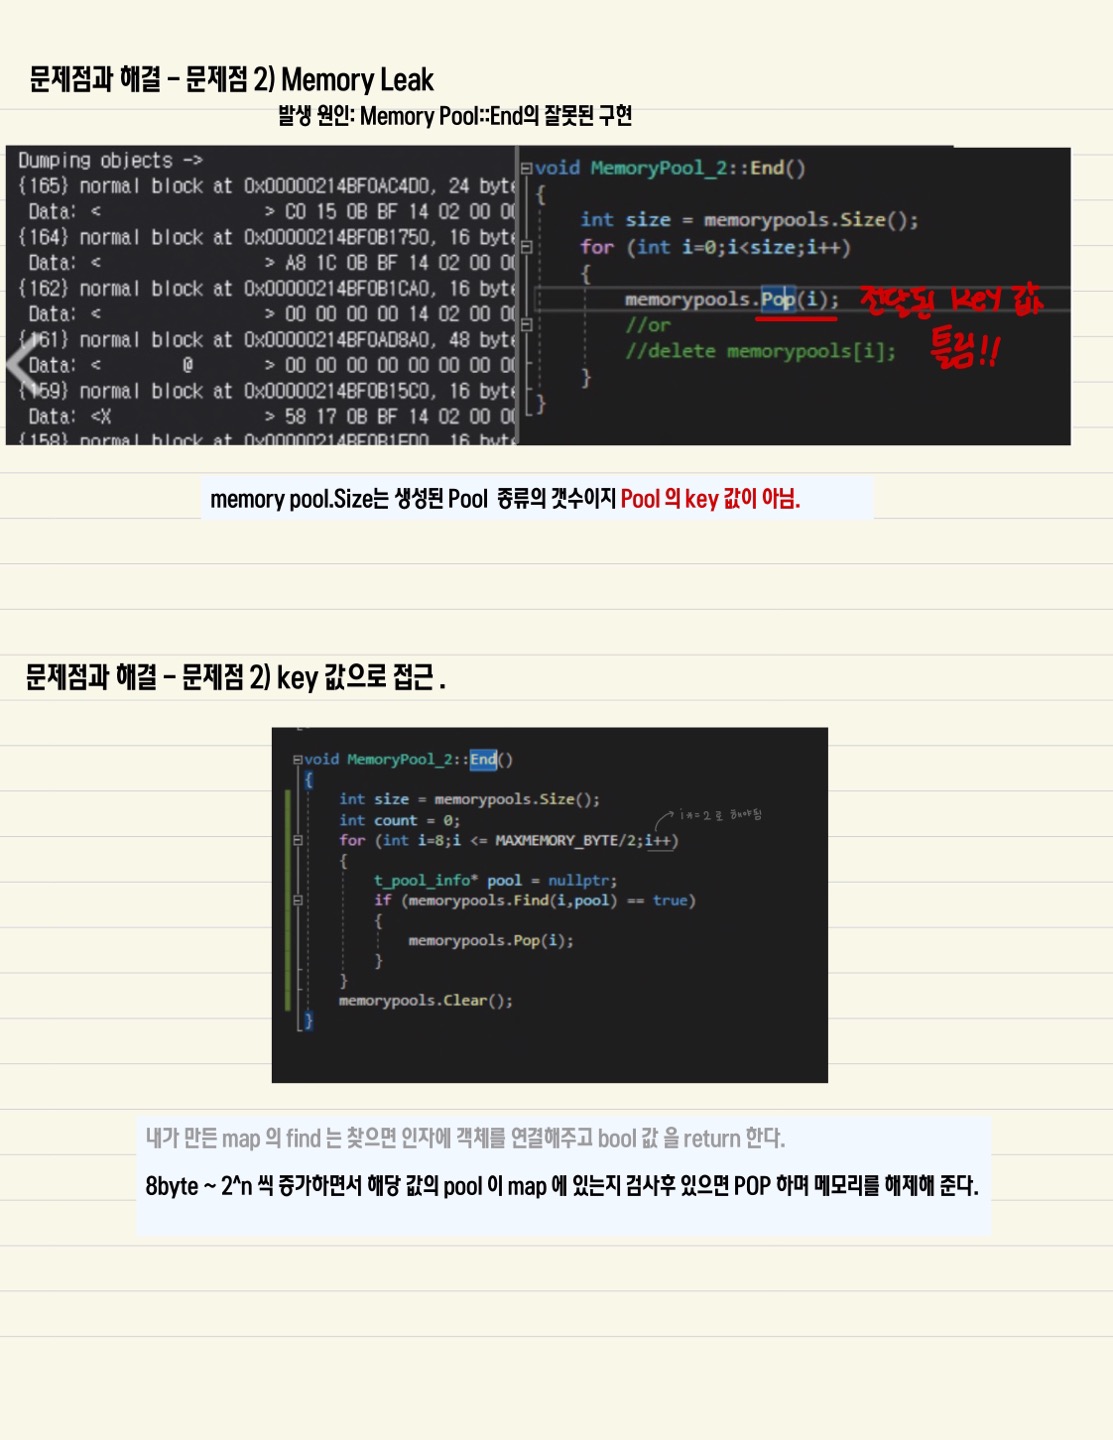 문제점과 해결 - 문제점 2) Memory Leak
발생 원인: Memory Pool::End의 잘못된 구현
Dumping objects ->
{165} normal block at 0x00000214BF0AC4D0, 24 byte
Data: < > C0 15 0B BF 14 02 00 00
{164} normal block at 0x00000214BF0B1750, 16 byte
Data: < > A8 1C 0B BF 14 02 00 00
{162} normal block at 0x00000214BF0B1CA0, 16 byte
Data: < > 00 00 00 00 14 02 00 00
{161} normal block at 0x00000214BF0AD8A0, 48 byte
Data: < @ > 00 00 00 00 00 00 00 00
{159} normal block at 0x00000214BF0B15C0, 16 byte
Data: <X > 58 17 0B BF 14 02 00 00
{158} normal block at 0x00000214BF0B1ED0, 16 byte
void MemoryPool_2::End()
{
int size = memorypools.Size();
for (int i=0;i<size;i++)
{
memorypools.Pop(i); 전달된 key 값
//or 틀림!!
//delete memorypools[i];
}
}
memory pool.Size는 생성된 Pool 종류의 갯수이지 Pool 의 key 값이 아님.
문제점과 해결 - 문제점 2) key 값으로 접근 .
void MemoryPool_2::End()
{
int size = memorypools.Size();
int count = 0; i*=2 로 해야됨
for (int i=8;i <= MAXMEMORY_BYTE/2;i++)
{
t_pool_info* pool = nullptr;
if (memorypools.Find(i,pool) == true)
{
memorypools.Pop(i);
}
}
memorypools.Clear();
}
내가 만든 map 의 find 는 찾으면 인자에 객체를 연결해주고 bool 값 을 return 한다.
8byte ~ 2^n 씩 증가하면서 해당 값의 pool 이 map 에 있는지 검사후 있으면 POP 하며 메모리를 해제해 준다.